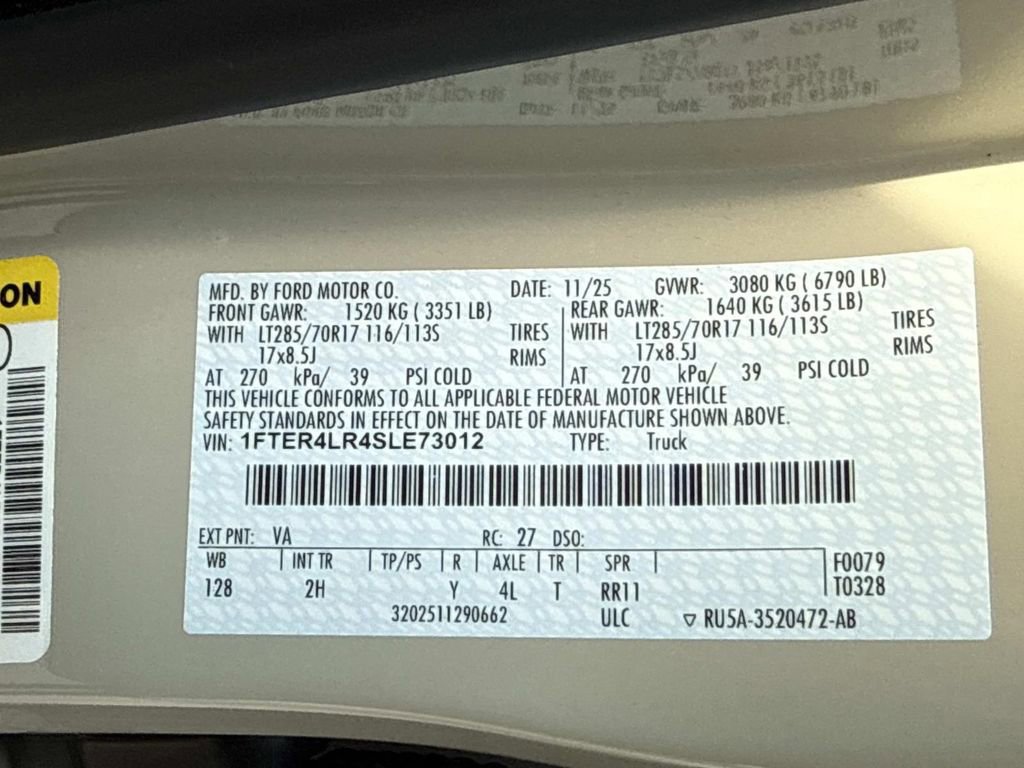 ON
MFD. BY FORD MOTOR CO. DATE: 11/25 GVWR: 3080 KG ( 6790 LB)
FRONT GAWR: 1520 KG ( 3351 LB) REAR GAWR: 1640 KG ( 3615 LB)
WITH LT285/70R17 116/113S TIRES WITH LT285/70R17 116/113S TIRES
17x8.5J RIMS 17x8.5J RIMS
AT 270 kPa/ 39 PSI COLD AT 270 kPa/ 39 PSI COLD
THIS VEHICLE CONFORMS TO ALL APPLICABLE FEDERAL MOTOR VEHICLE
SAFETY STANDARDS IN EFFECT ON THE DATE OF MANUFACTURE SHOWN ABOVE.
VIN: 1FTER4LR4SLE73012 TYPE: Truck
EXT PNT: VA RC: 27 DSO:
WB INT TR TP/PS R AXLE TR SPR F0079
128 2H Y 4L T RR11 T0328
3202511290662 ULC ▽ RU5A-3520472-AB